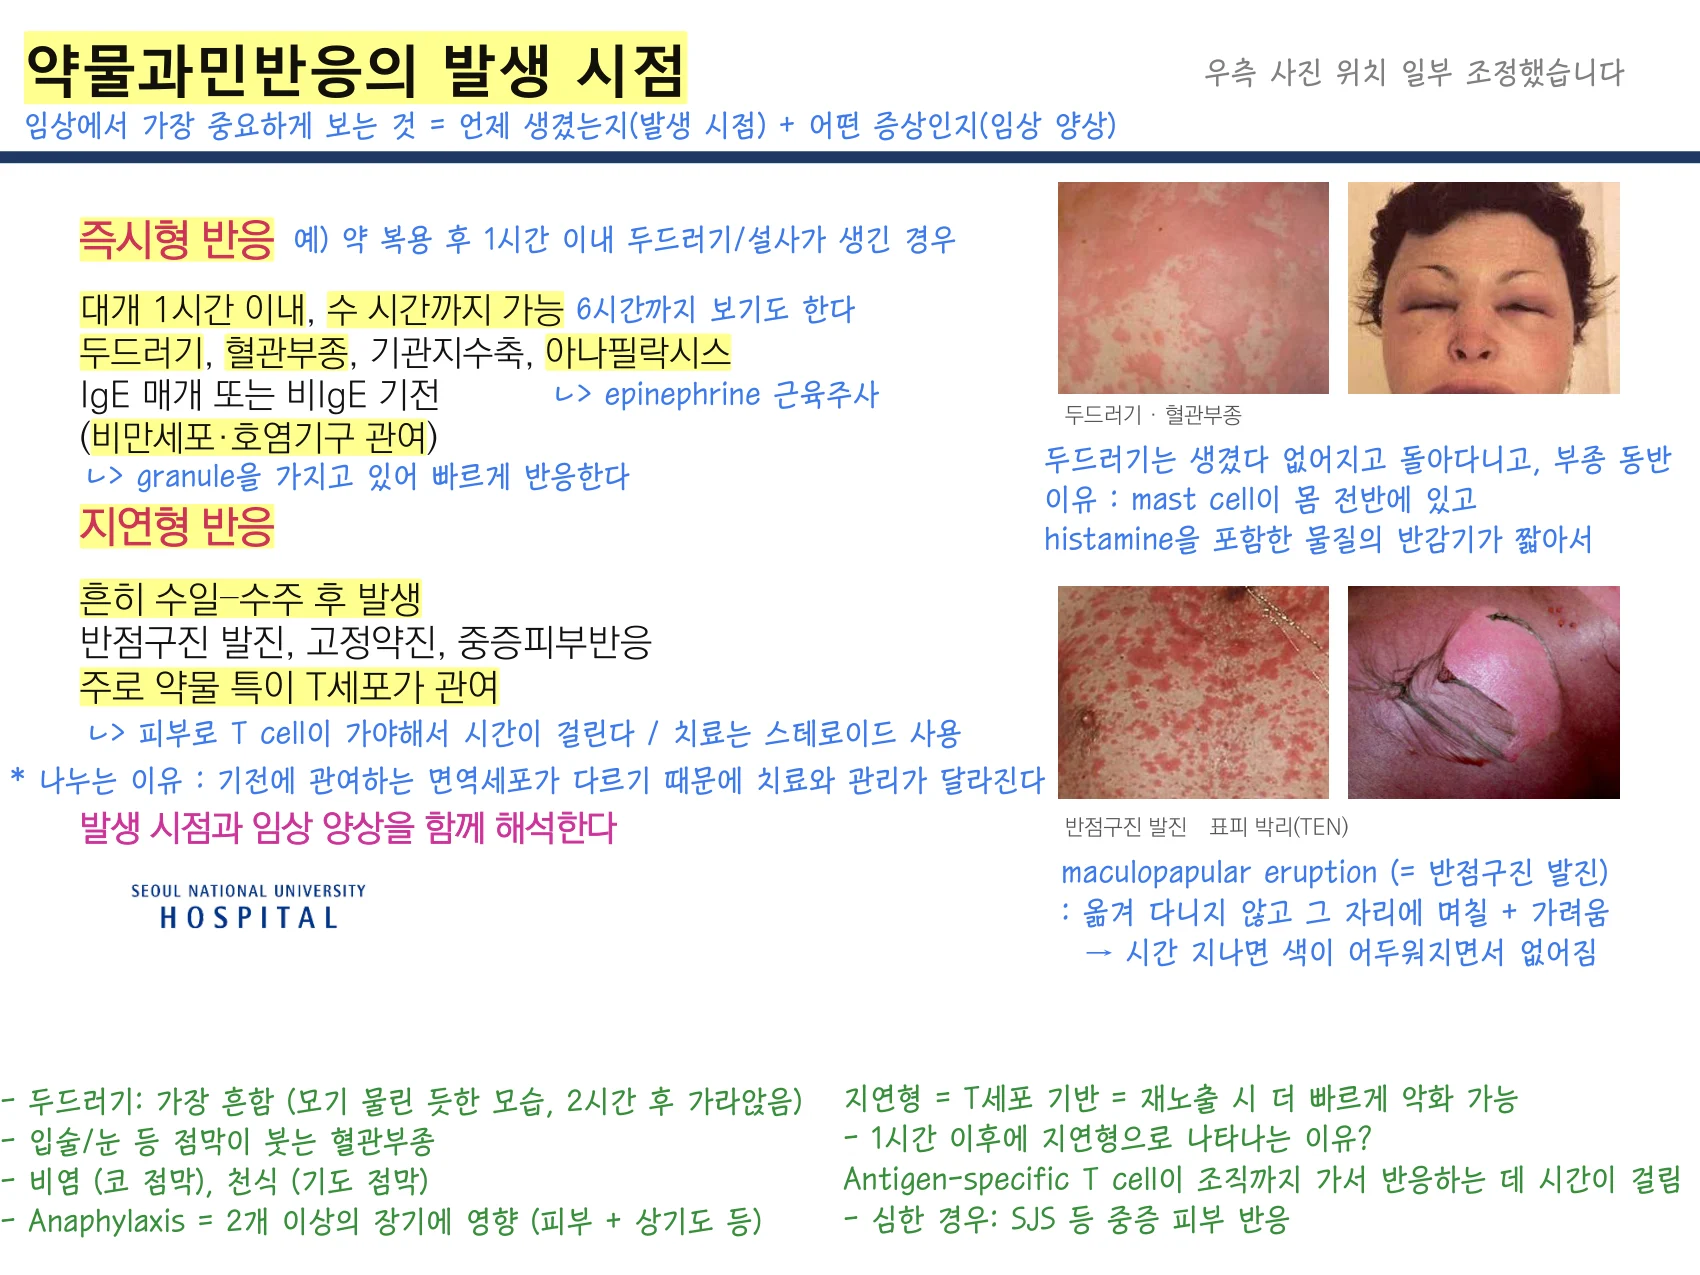 약물과민반응의 발생 시점
우측 사진 위치 일부 조정했습니다
임상에서 가장 중요하게 보는 것 = 언제 생겼는지(발생 시점) + 어떤 증상인지(임상 양상)
즉시형 반응 예) 약 복용 후 1시간 이내 두드러기/설사가 생긴 경우
대개 1시간 이내, 수 시간까지 가능 6시간까지 보기도 한다
두드러기, 혈관부종, 기관지수축, 아나필락시스
IgE 매개 또는 비IgE 기전 ㄴ> epinephrine 근육주사
(비만세포·호염기구 관여)
ㄴ> granule을 가지고 있어 빠르게 반응한다
지연형 반응
흔히 수일–수주 후 발생
반점구진 발진, 고정약진, 중증피부반응
주로 약물 특이 T세포가 관여
ㄴ> 피부로 T cell이 가야해서 시간이 걸린다 / 치료는 스테로이드 사용
* 나누는 이유 : 기전에 관여하는 면역세포가 다르기 때문에 치료와 관리가 달라진다
발생 시점과 임상 양상을 함께 해석한다
SEOUL NATIONAL UNIVERSITY
HOSPITAL
두드러기 · 혈관부종
두드러기는 생겼다 없어지고 돌아다니고, 부종 동반
이유 : mast cell이 몸 전반에 있고
histamine을 포함한 물질의 반감기가 짧아서
반점구진 발진 표피 박리(TEN)
maculopapular eruption (= 반점구진 발진)
: 옮겨 다니지 않고 그 자리에 며칠 + 가려움
→ 시간 지나면 색이 어두워지면서 없어짐
- 두드러기: 가장 흔함 (모기 물린 듯한 모습, 2시간 후 가라앉음)
- 입술/눈 등 점막이 붓는 혈관부종
- 비염 (코 점막), 천식 (기도 점막)
- Anaphylaxis = 2개 이상의 장기에 영향 (피부 + 상기도 등)
지연형 = T세포 기반 = 재노출 시 더 빠르게 악화 가능
- 1시간 이후에 지연형으로 나타나는 이유?
Antigen-specific T cell이 조직까지 가서 반응하는 데 시간이 걸림
- 심한 경우: SJS 등 중증 피부 반응